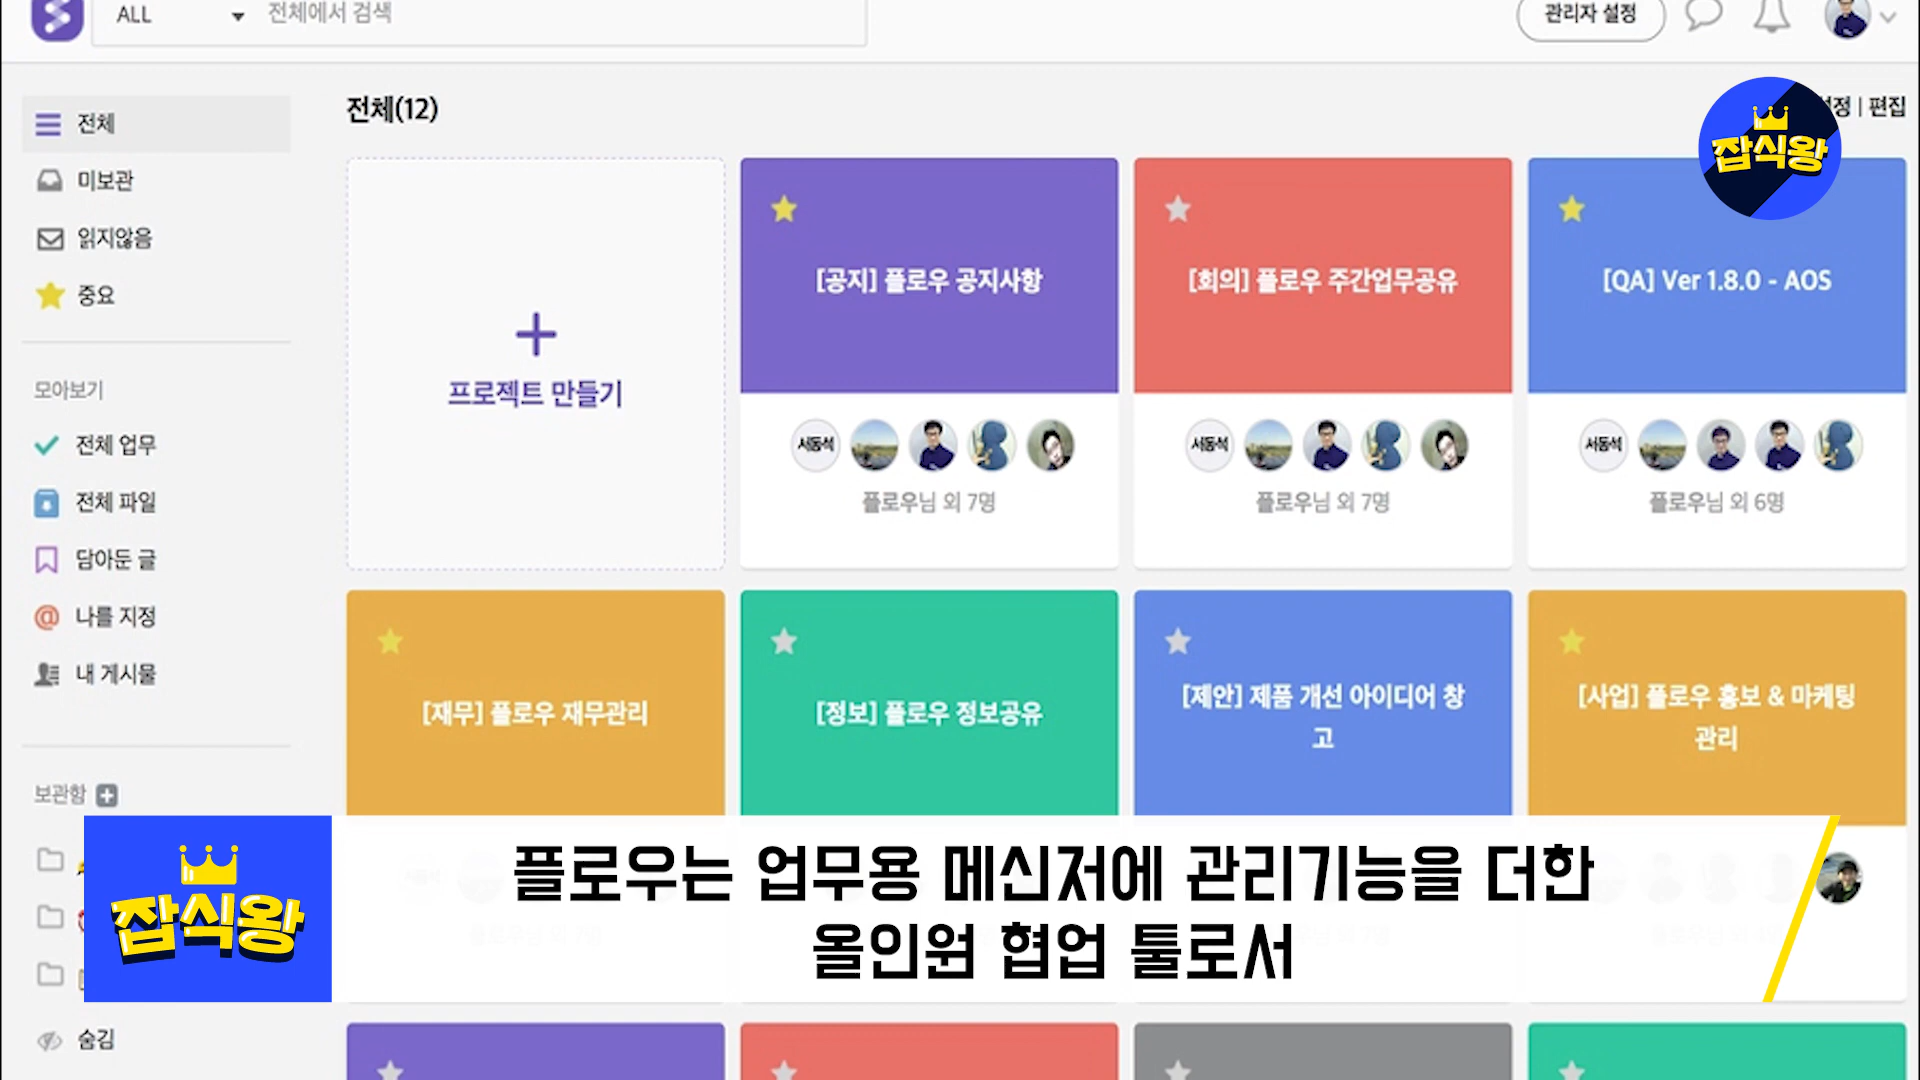 ALL
전체에서 검색
관리자 설정
전체
미보관
읽지않음
중요
모아보기
전체 업무
전체 파일
담아둔 글
나를 지정
내 게시물
보관함
숨김
전체(12)
정 | 편집
잡식왕
프로젝트 만들기
[공지] 플로우 공지사항
서동석
플로우님 외 7명
[회의] 플로우 주간업무공유
서동석
플로우님 외 7명
[QA] Ver 1.8.0 - AOS
서동석
플로우님 외 6명
[재무] 플로우 재무관리
[정보] 플로우 정보공유
[제안] 제품 개선 아이디어 창
고
[사업] 플로우 홍보 & 마케팅
관리
잡식왕
플로우는 업무용 메신저에 관리기능을 더한
올인원 협업 툴로서